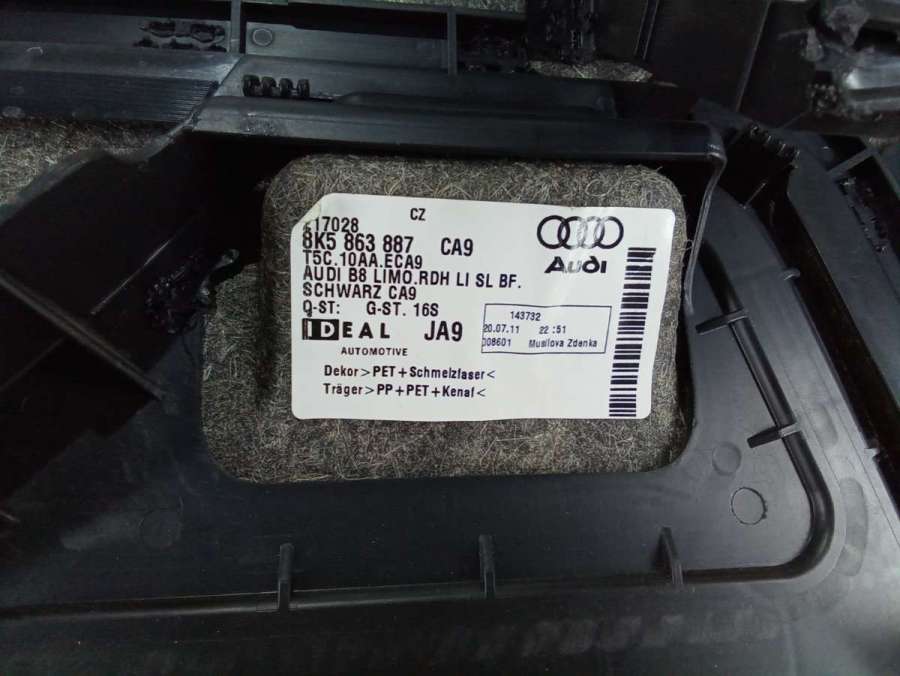 CZ
8K5 863 887 CA9
T5C.10AA.ECA9
AUDI B8 LIMO.RDH LI SL BF.
SCHWARZ CA9
Q-ST: G-ST. 16S
IDEAL JA9
AUTOMOTIVE
Dekor>PET+Schmelzfaser<
Träger>PP+PET+Kenaf<
Audi
143732
20.07.11 22:51
008601 Musilova Zdenka